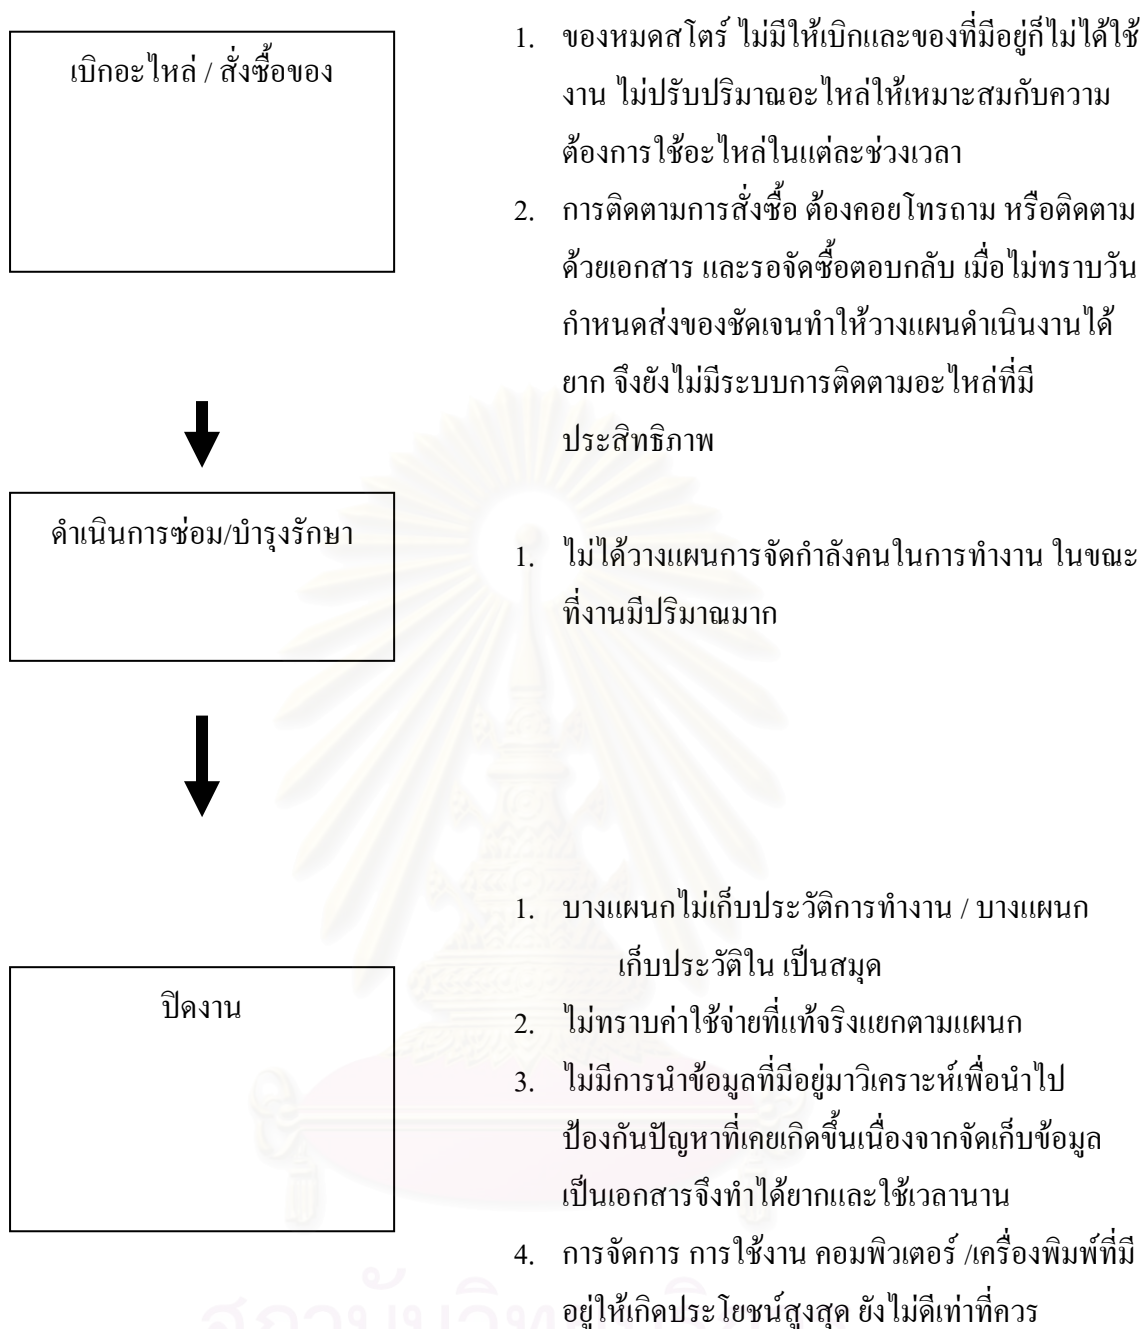 เบิกอะไหล่ / สั่งซื้อของ
1. ของหมดสโตร์ ไม่มีให้เบิกและของที่มีอยู่ก็ไม่ได้ใช้
งาน ไม่ปรับปริมาณอะไหล่ให้เหมาะสมกับความ
ต้องการใช้อะไหล่ในแต่ละช่วงเวลา
2. การติดตามการสั่งซื้อ ต้องคอยโทรถาม หรือติดตาม
ด้วยเอกสาร และรอจัดซื้อตอบกลับ เมื่อไม่ทราบวัน
กำหนดส่งของชัดเจนทำให้วางแผนดำเนินงานได้
ยาก จึงยังไม่มีระบบการติดตามอะไหล่ที่มี
ประสิทธิภาพ
ดำเนินการซ่อม/บำรุงรักษา
1. ไม่ได้วางแผนการจัดกำลังคนในการทำงาน ในขณะ
ที่งานมีปริมาณมาก
ปิดงาน
1. บางแผนกไม่เก็บประวัติการทำงาน / บางแผนก
เก็บประวัติใน เป็นสมุด
2. ไม่ทราบค่าใช้จ่ายที่แท้จริงแยกตามแผนก
3. ไม่มีการนำข้อมูลที่มีอยู่มาวิเคราะห์เพื่อนำไป
ป้องกันปัญหาที่เคยเกิดขึ้นเนื่องจากจัดเก็บข้อมูล
เป็นเอกสารจึงทำได้ยากและใช้เวลานาน
4. การจัดการ การใช้งาน คอมพิวเตอร์ /เครื่องพิมพ์ที่มี
อยู่ให้เกิดประโยชน์สูงสุด ยังไม่ดีเท่าที่ควร